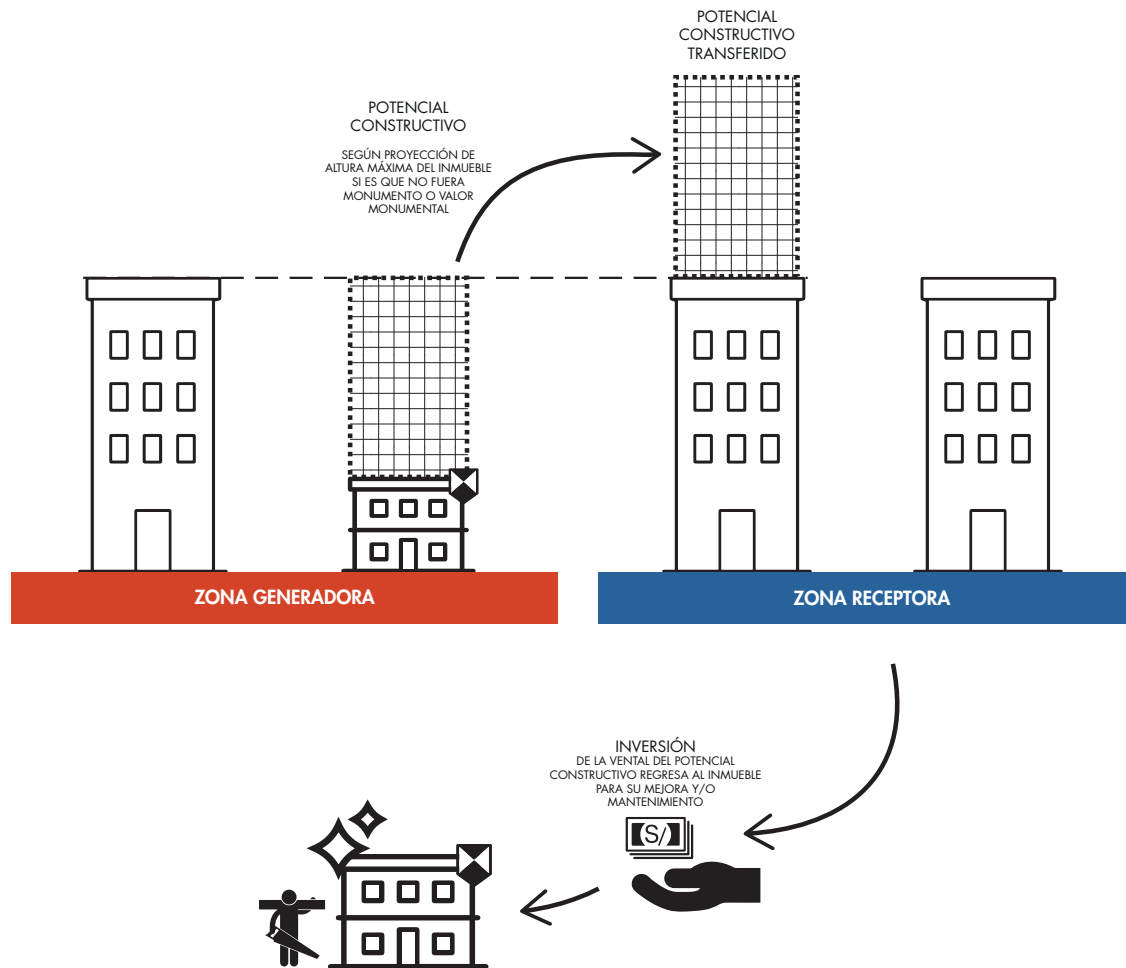 POTENCIAL
CONSTRUCTIVO
TRANSFERIDO
POTENCIAL
CONSTRUCTIVO
SEGÚN PROYECCIÓN DE
ALTURA MÁXIMA DEL INMUEBLE
SI ES QUE NO FUERA
MONUMENTO O VALOR
MONUMENTAL
ZONA GENERADORA
ZONA RECEPTORA
INVERSIÓN
DE LA VENTAL DEL POTENCIAL
CONSTRUCTIVO REGRESA AL INMUEBLE
PARA SU MEJORA Y/O
MANTENIMIENTO
S/